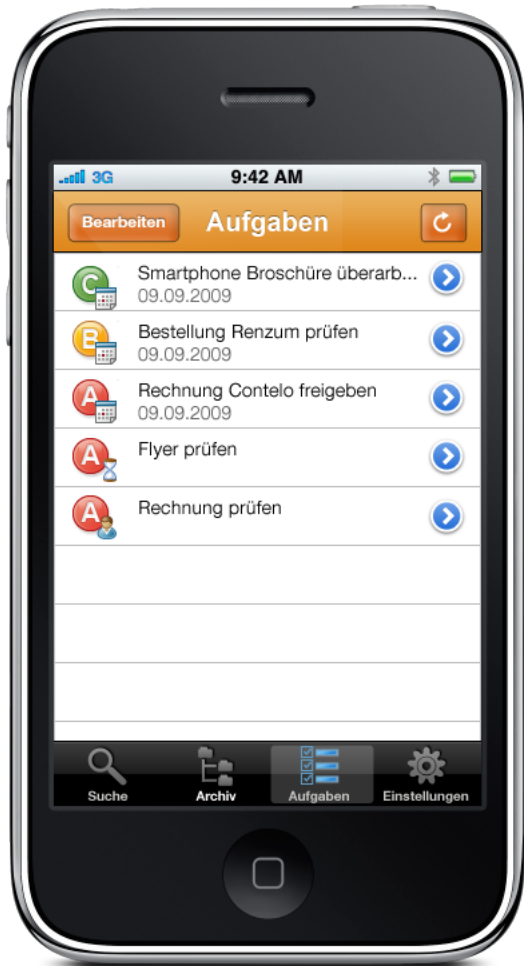 3G 9:42 AM
Bearbeiten Aufgaben
C Smartphone Broschüre überarb...
09.09.2009
B Bestellung Renzum prüfen
09.09.2009
A Rechnung Contelo freigeben
09.09.2009
A Flyer prüfen
A Rechnung prüfen
Suche Archiv Aufgaben Einstellungen